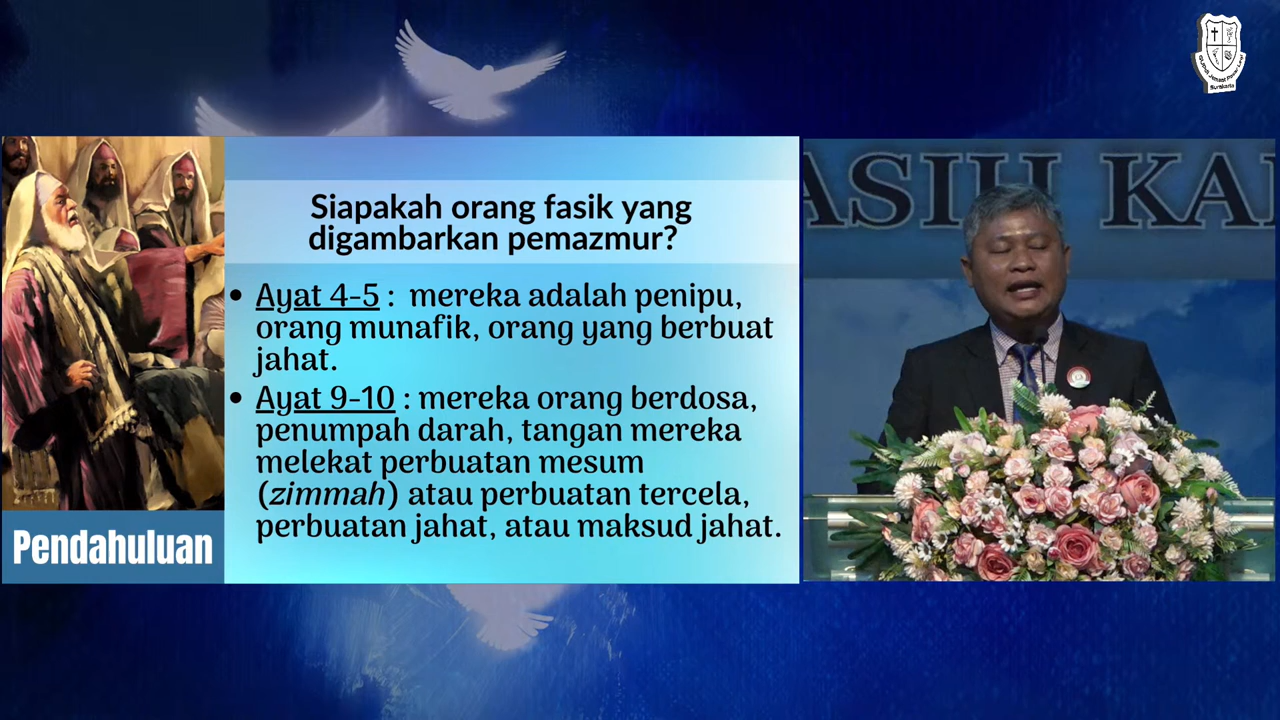 Siapakah orang fasik yang
digambarkan pemazmur?
• Ayat 4-5 : mereka adalah penipu,
orang munafik, orang yang berbuat
jahat.
• Ayat 9-10 : mereka orang berdosa,
penumpah darah, tangan mereka
melekat perbuatan mesum
(zimmah) atau perbuatan tercela,
perbuatan jahat, atau maksud jahat.
Pendahuluan
ASIH KA
Surakarta